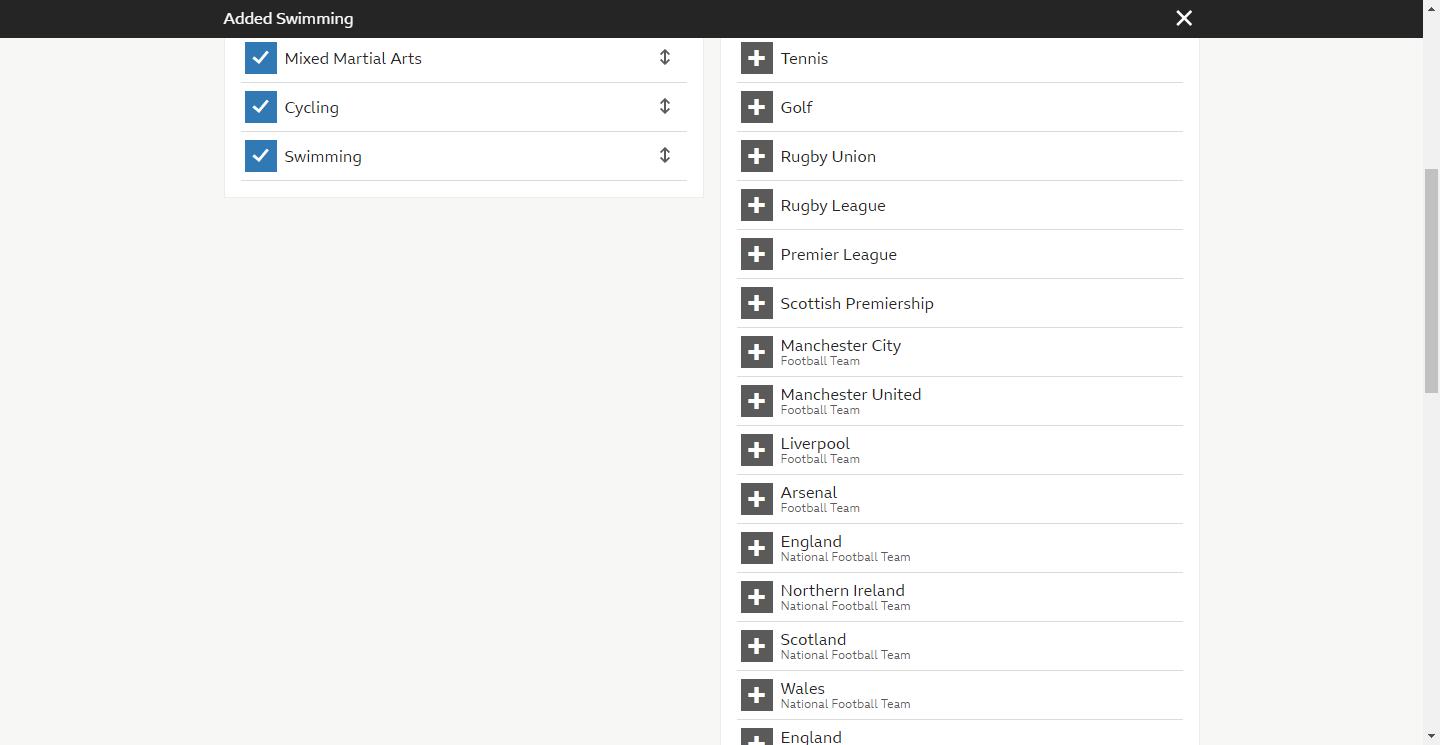 Added Swimming
Mixed Martial Arts
Cycling
Swimming
Tennis
Golf
Rugby Union
Rugby League
Premier League
Scottish Premiership
Manchester City
Football Team
Manchester United
Football Team
Liverpool
Football Team
Arsenal
Football Team
England
National Football Team
Northern Ireland
National Football Team
Scotland
National Football Team
Wales
National Football Team
England